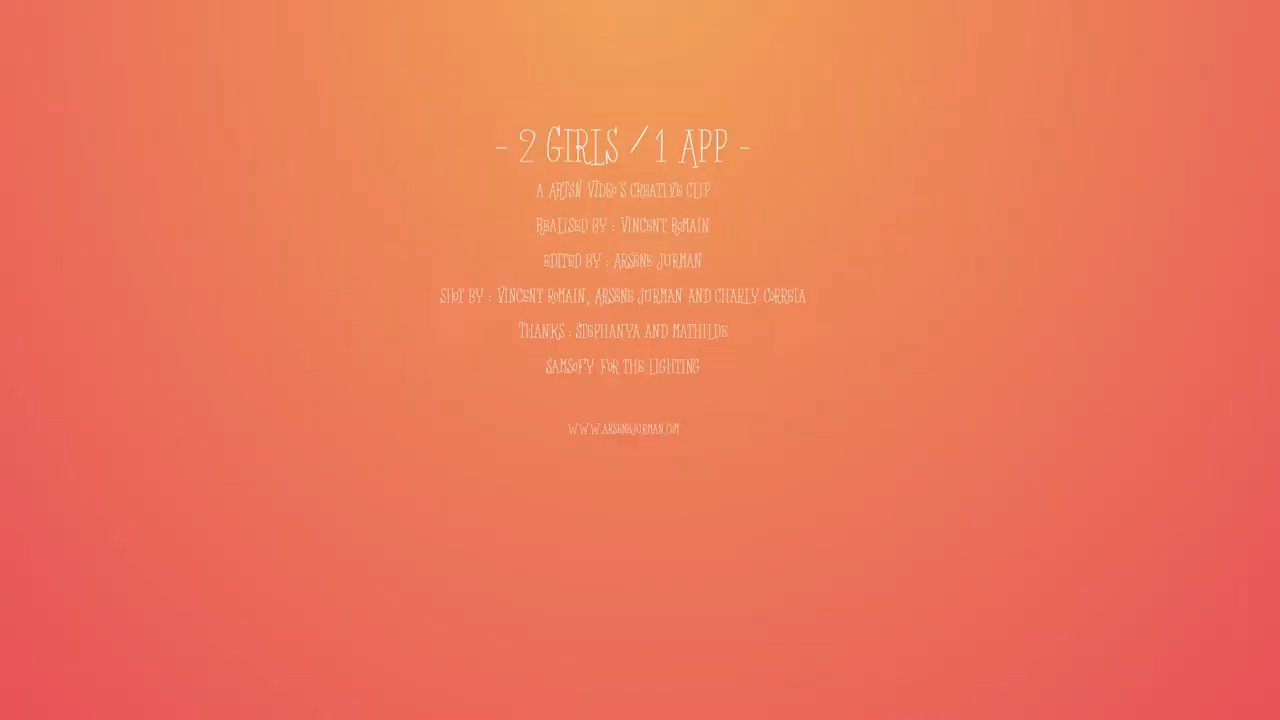 - 2 GIRLS / 1 APP -
A ARTSN VIDEO'S CREATIVE CLIP
REALISED BY : VINCENT ROMAIN
EDITED BY : ARSENE JURMAN
SHOT BY : VINCENT ROMAIN, ARSENE JURMAN AND CHARLY CORREIA
THANKS : STEPHANYA AND MATHILDE
SAMSOFY FOR THE LIGHTING
WWW.ARSENEJURMAN.COM